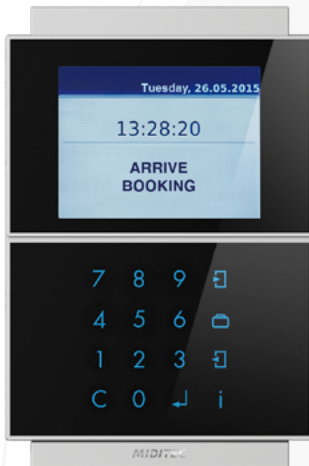 Tuesday, 26.05.2015
13:28:20
ARRIVE
BOOKING
7 8 9
4 5 6
1 2 3
C 0 i
MIDITEC